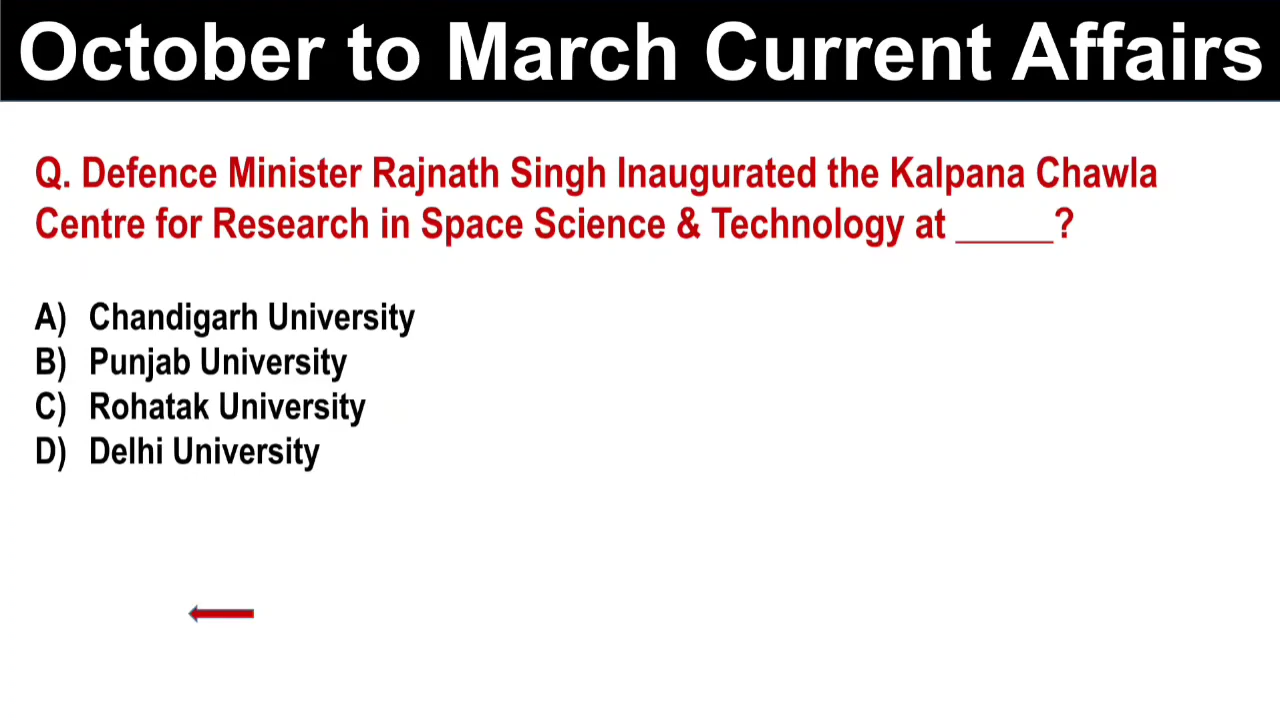 October to March Current Affairs
Q. Defence Minister Rajnath Singh Inaugurated the Kalpana Chawla
Centre for Research in Space Science & Technology at _____?
A) Chandigarh University
B) Punjab University
C) Rohatak University
D) Delhi University